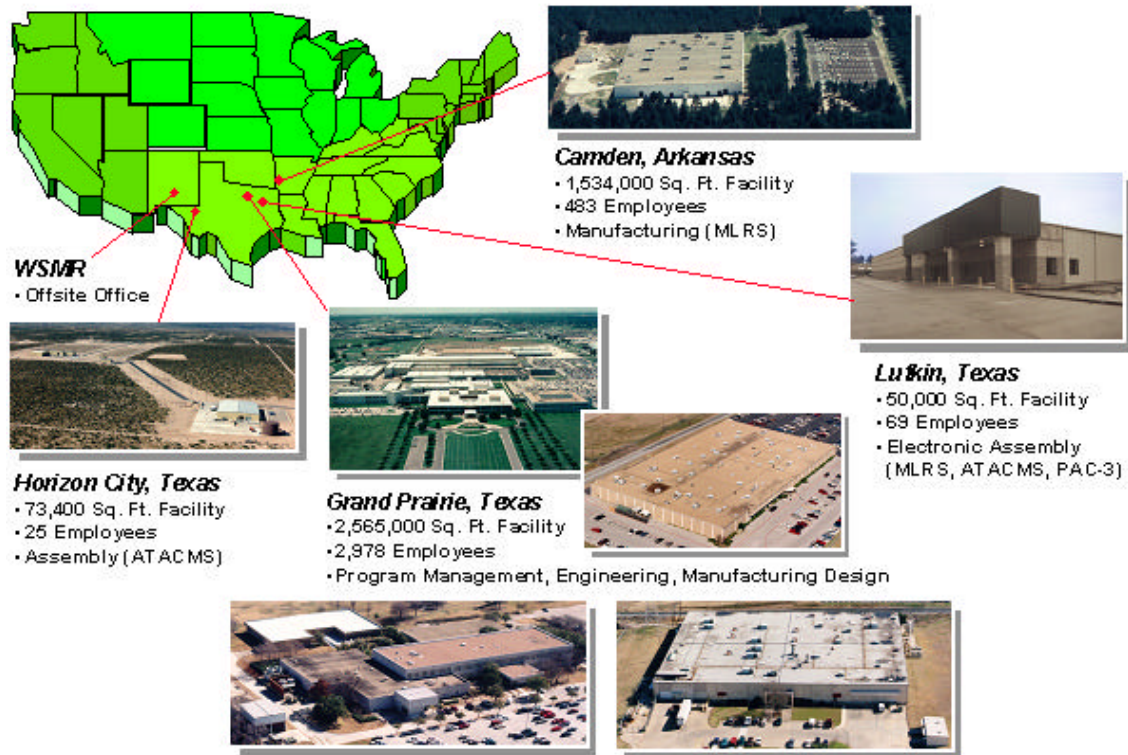 Camden, Arkansas
• 1,534,000 Sq. Ft. Facility
• 483 Employees
• Manufacturing (MLRS)
WSMR
• Offsite Office
Lufkin, Texas
• 50,000 Sq. Ft. Facility
• 69 Employees
• Electronic Assembly
(MLRS, ATACMS, PAC-3)
Horizon City, Texas
• 73,400 Sq. Ft. Facility
• 25 Employees
• Assembly (ATACMS)
Grand Prairie, Texas
• 2,565,000 Sq. Ft. Facility
• 2,978 Employees
• Program Management, Engineering, Manufacturing Design